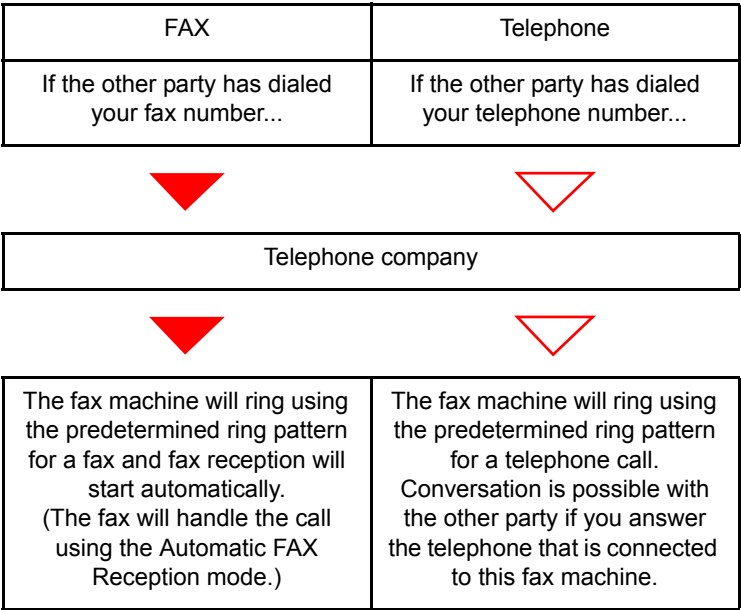 FAX
Telephone
If the other party has dialed
your fax number...
If the other party has dialed
your telephone number...
Telephone company
The fax machine will ring using
the predetermined ring pattern
for a fax and fax reception will
start automatically.
(The fax will handle the call
using the Automatic FAX
Reception mode.)
The fax machine will ring using
the predetermined ring pattern
for a telephone call.
Conversation is possible with
the other party if you answer
the telephone that is connected
to this fax machine.